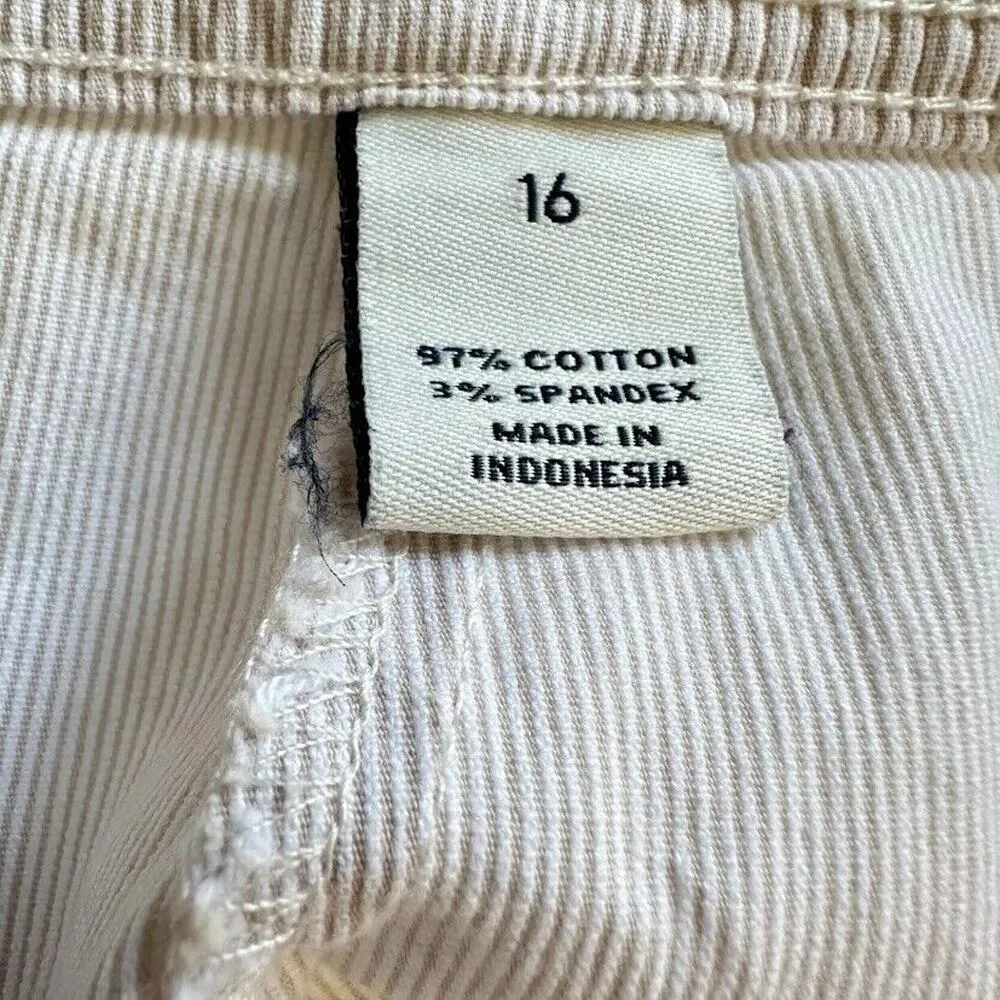 16
97% COTTON
3% SPANDEX
MADE IN
INDONESIA